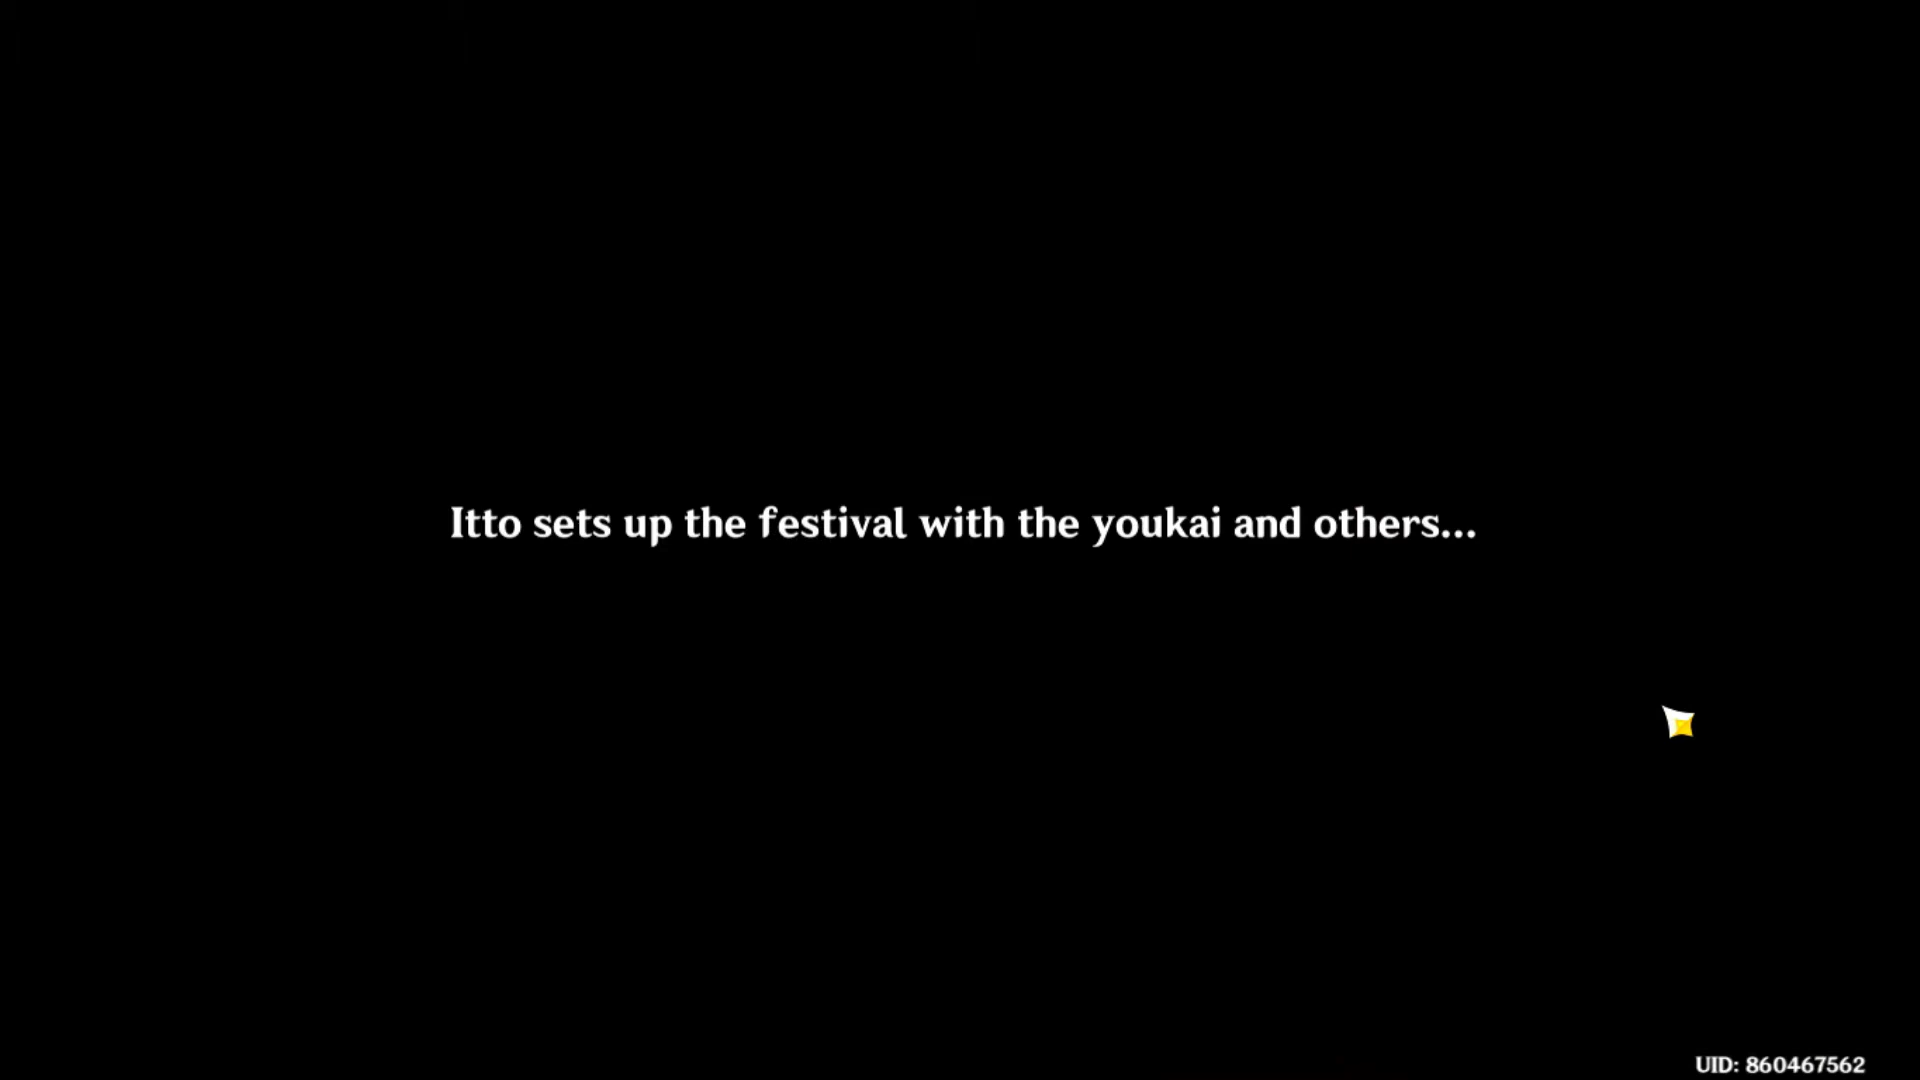 Itto sets up the festival with the youkai and others...
UID: 860467562